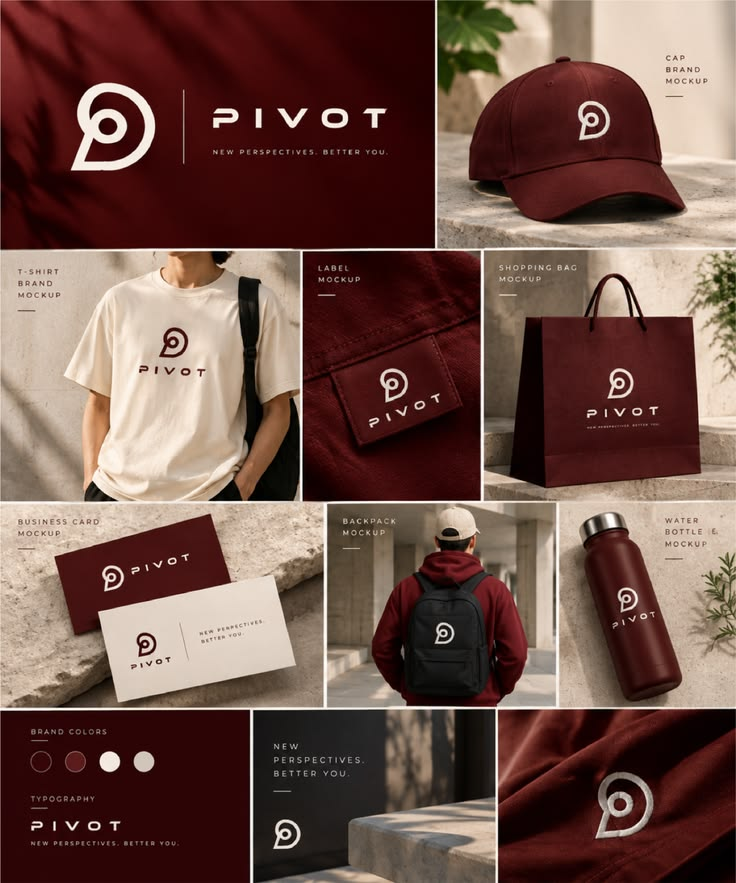 PIVOT
NEW PERSPECTIVES. BETTER YOU.
CAP
BRAND
MOCKUP
T-SHIRT
BRAND
MOCKUP
PIVOT
LABEL
MOCKUP
PIVOT
SHOPPING BAG
MOCKUP
PIVOT
NEW PERSPECTIVES. BETTER YOU.
BUSINESS CARD
MOCKUP
PIVOT
PIVOT
NEW PENPECTIVES.
BETTER YOU.
BACKPACK
MOCKUP
WATER
BOTTLE
MOCKUP
PIVOT
BRAND COLORS
TYPOGRAPHY
PIVOT
NEW PERSPECTIVES. BETTER YOU.
NEW
PERSPECTIVES.
BETTER YOU.